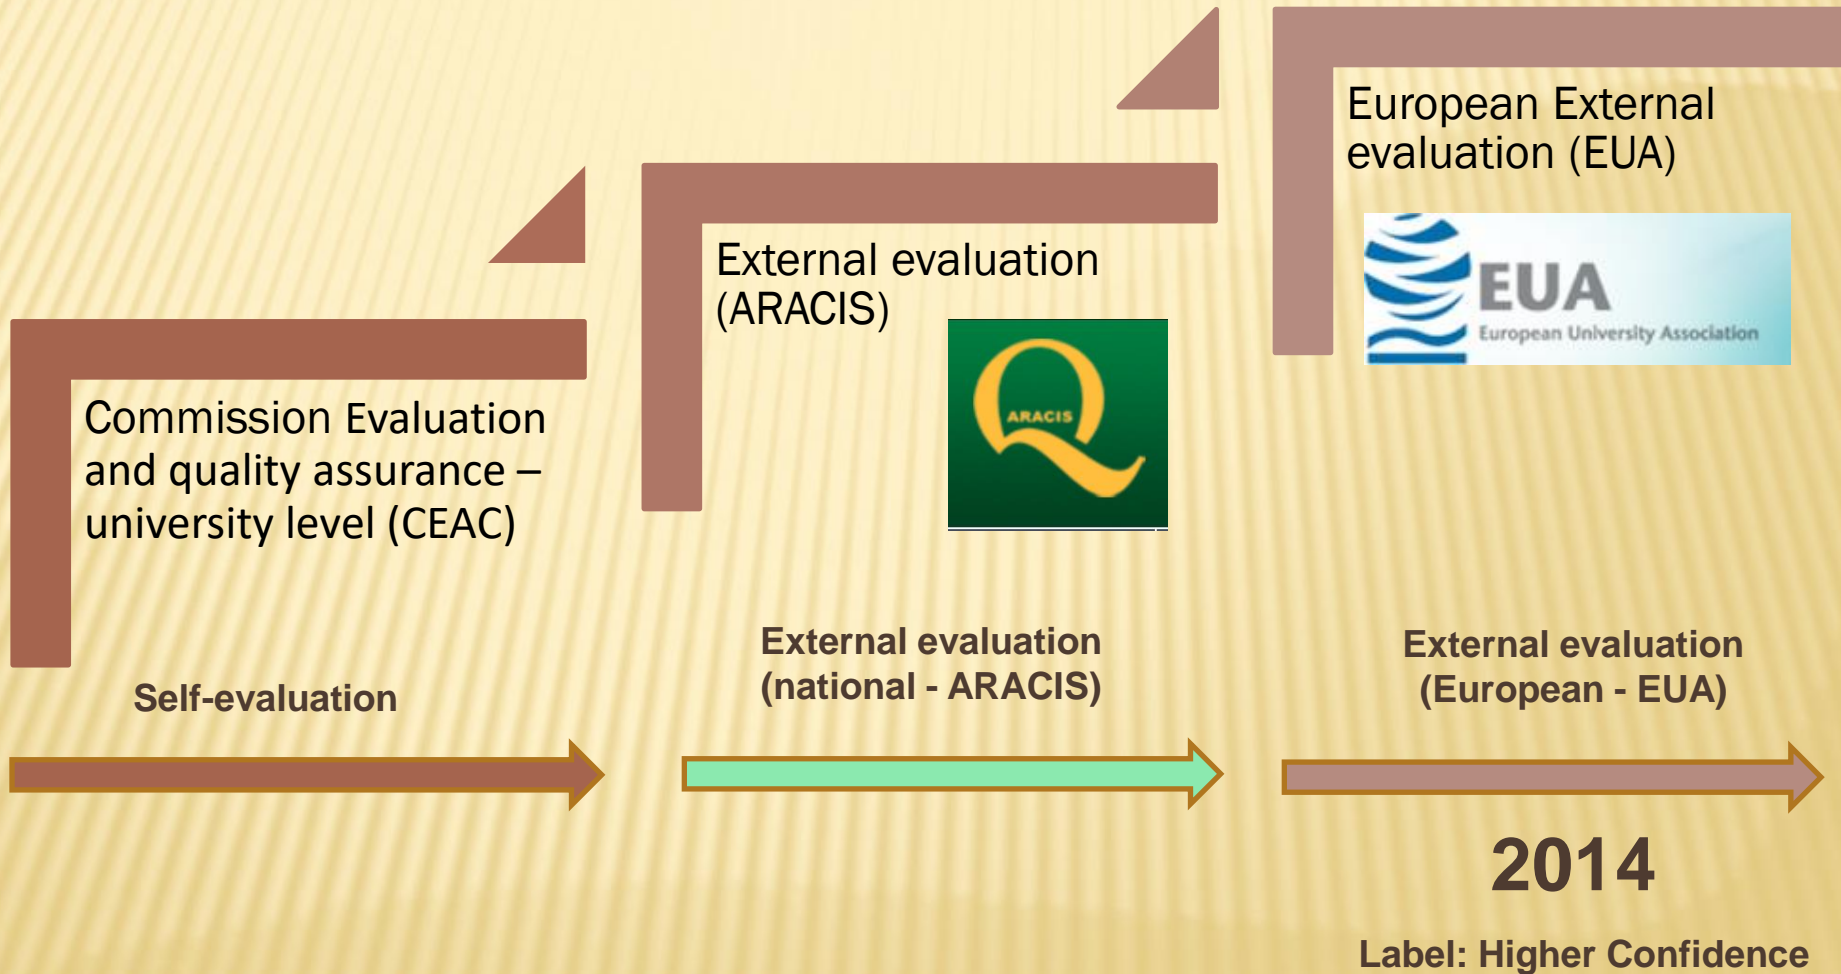 Commission Evaluation
and quality assurance –
university level (CEAC)
Self-evaluation
External evaluation
(ARACIS)
ARACIS
External evaluation
(national - ARACIS)
European External
evaluation (EUA)
EUA
European University Association
External evaluation
(European - EUA)
2014
Label: Higher Confidence